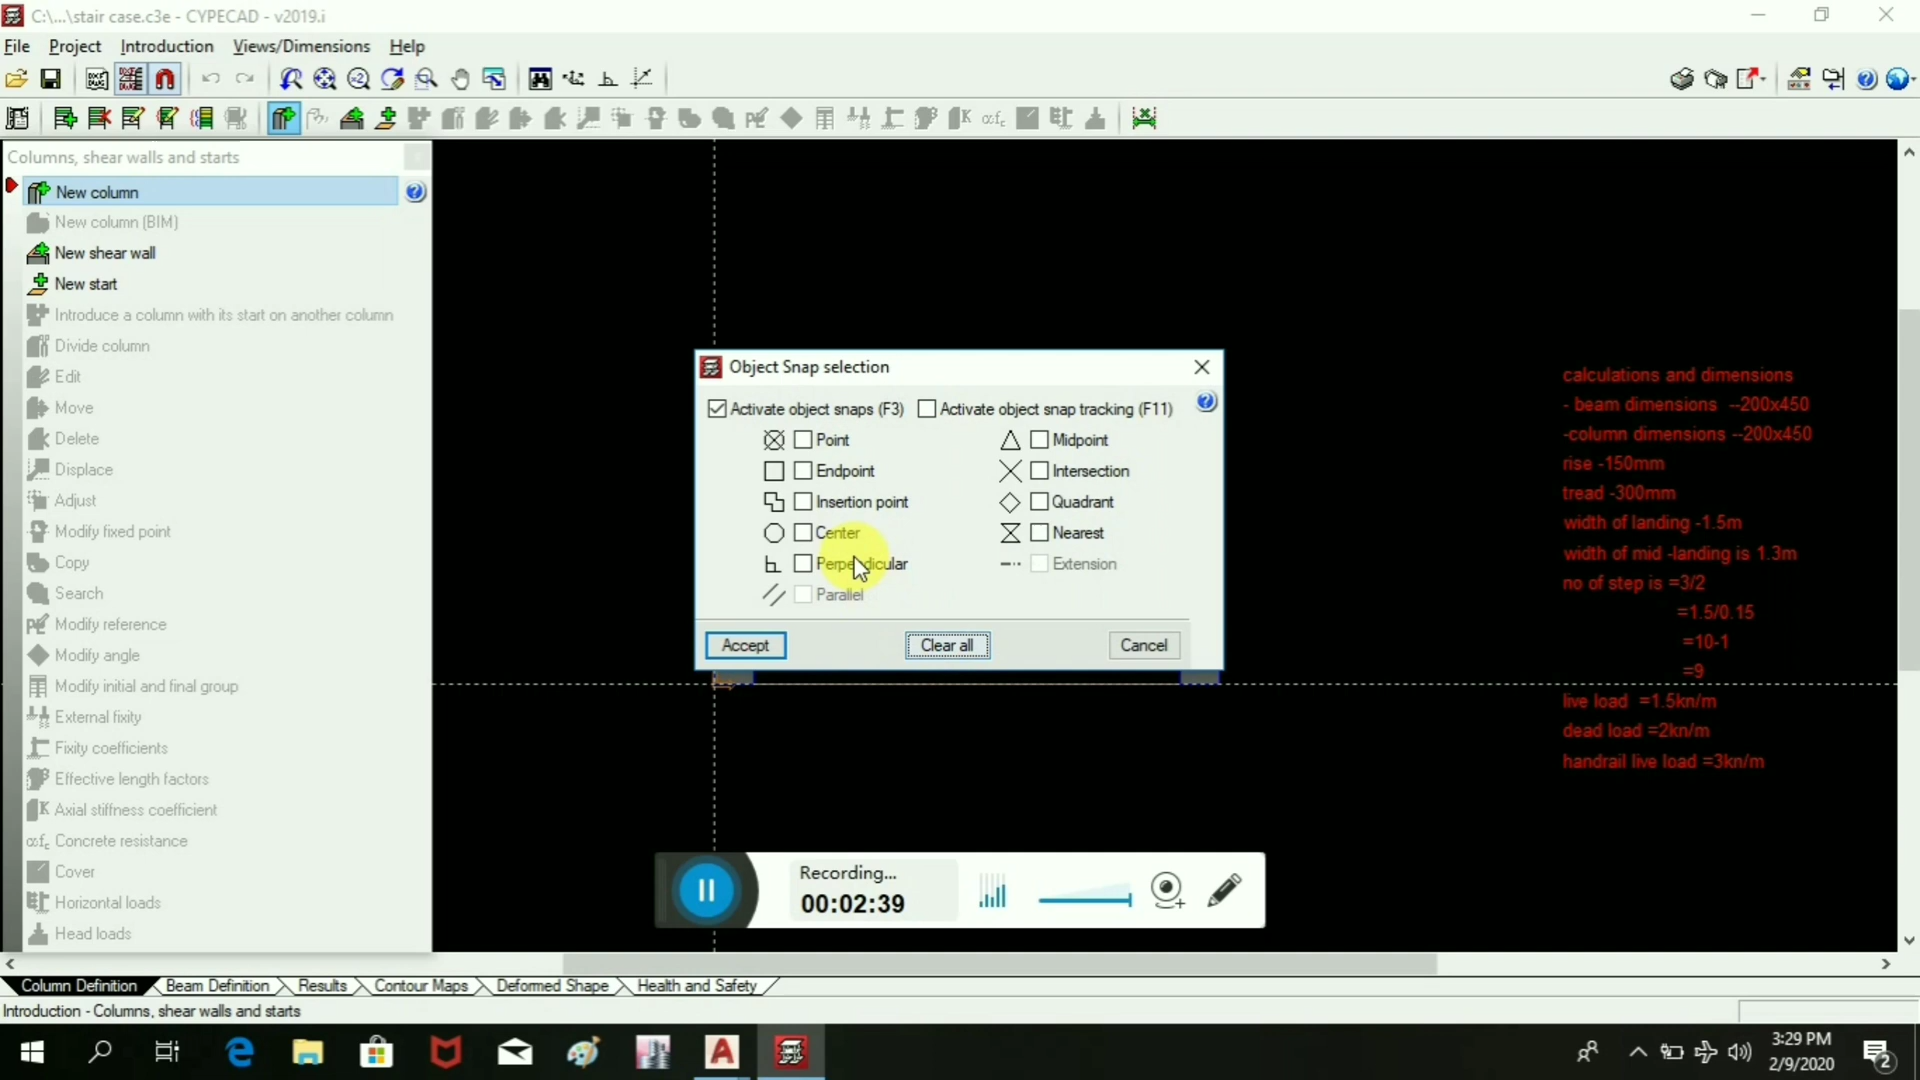 C:\...\stair case.c3e - CYPECAD - v2019.i
File Project Introduction Views/Dimensions Help
Columns, shear walls and starts
New column
New column (BIM)
New shear wall
New start
Introduce a column with its start on another column
Divide column
Edit
Move
Delete
Displace
Adjust
Modify fixed point
Copy
Search
Modify reference
Modify angle
Modify initial and final group
External fixity
Fixity coefficients
Effective length factors
Axial stiffness coefficient
Concrete resistance
Cover
Horizontal loads
Head loads
Object Snap selection
Activate object snaps (F3) Activate object snap tracking (F11)
Point Midpoint
Endpoint Intersection
Insertion point Quadrant
Center Nearest
Perpendicular Extension
Parallel
Accept Clear all Cancel
calculations and dimensions
- beam dimensions --200x450
-column dimensions --200x450
rise -150mm
tread -300mm
width of landing -1.5m
width of mid -landing is 1.3m
no of step is =3/2
=1.5/0.15
=10-1
=9
live load =1.5kn/m
dead load =2kn/m
handrail live load =3kn/m
Recording...
00:02:39
Column Definition Beam Definition Results Contour Maps Deformed Shape Health and Safety
Introduction - Columns, shear walls and starts
3:29 PM
2/9/2020
2